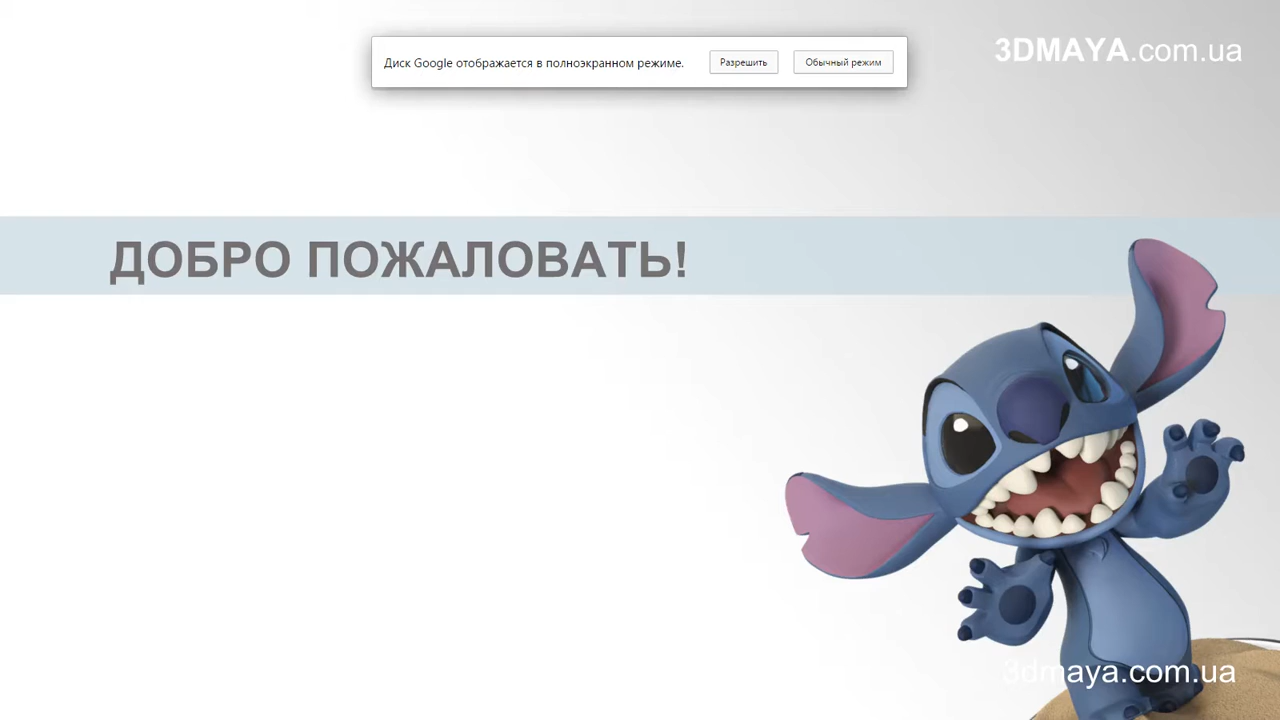 3DMAYA.com.ua
Диск Google отображается в полноэкранном режиме. Разрешить Обычный режим
ДОБРО ПОЖАЛОВАТЬ!
3dmaya.com.ua